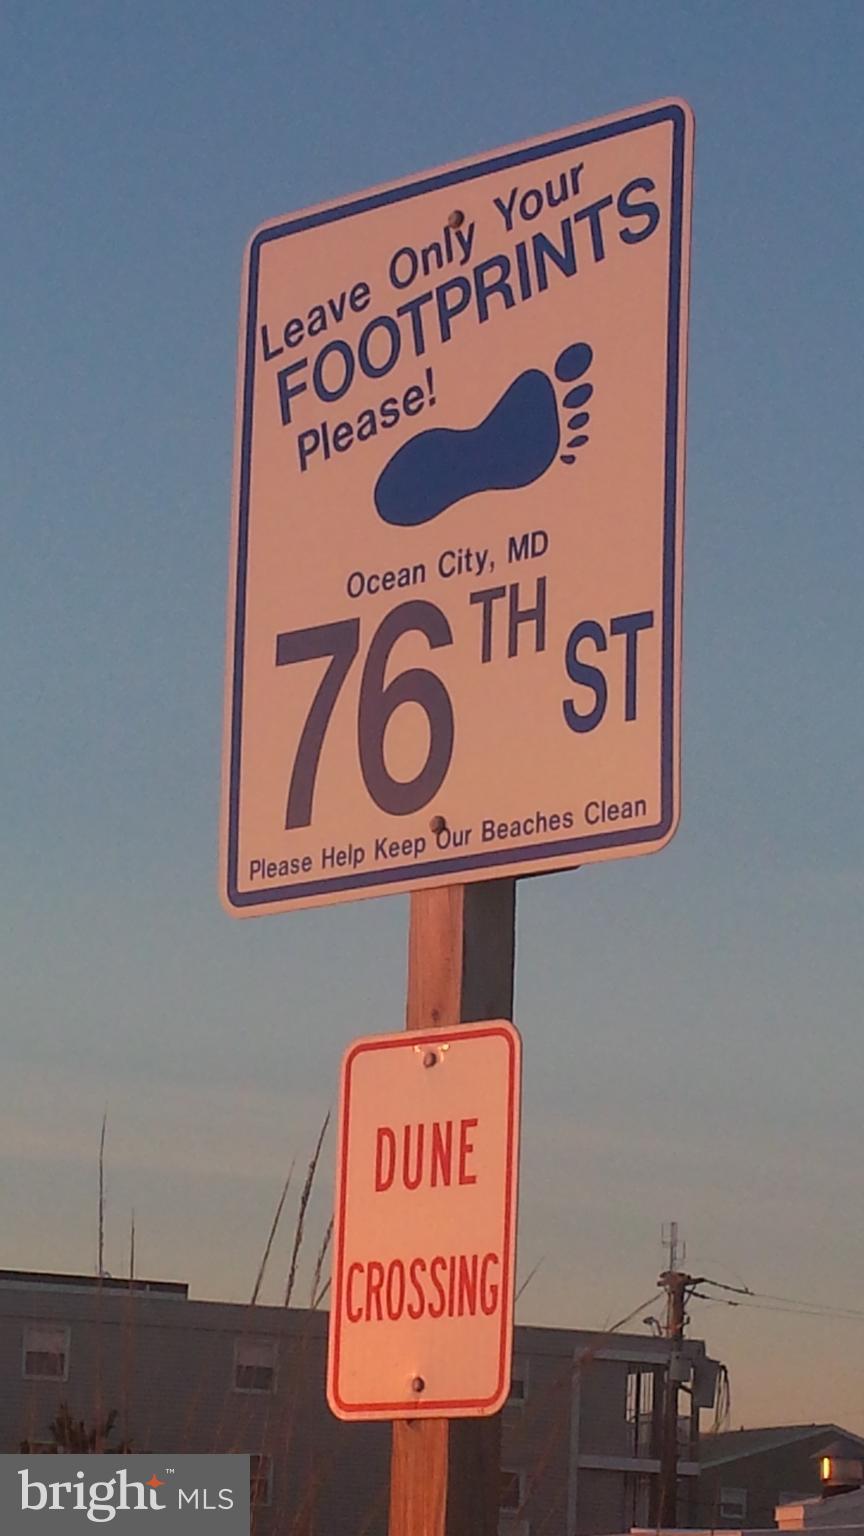 Leave Only Your
FOOTPRINTS
Please!
Ocean City, MD
76TH ST
Please Help Keep Our Beaches Clean
DUNE
CROSSING
bright™ MLS